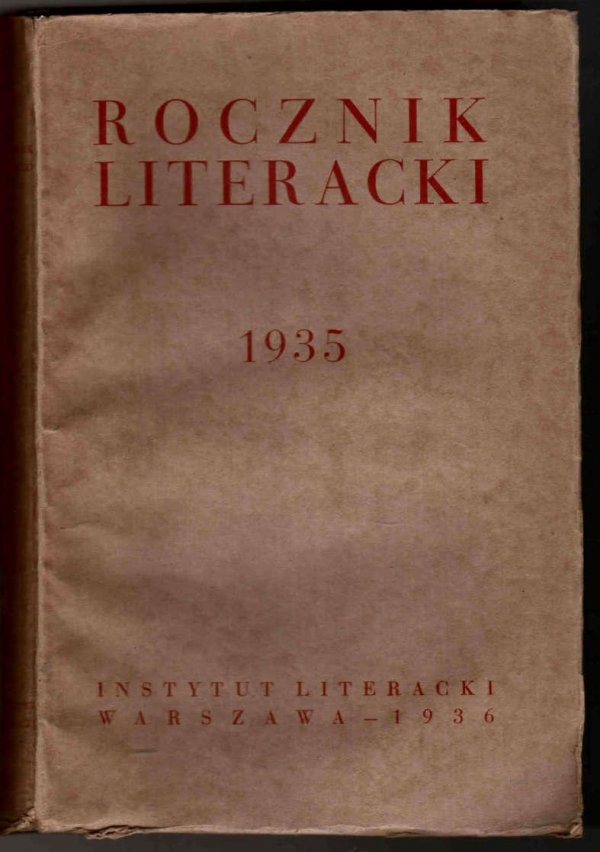 ROCZNIK
LITERACKI
1935
INSTYTUT LITERACKI
WARSZAWA – 1936